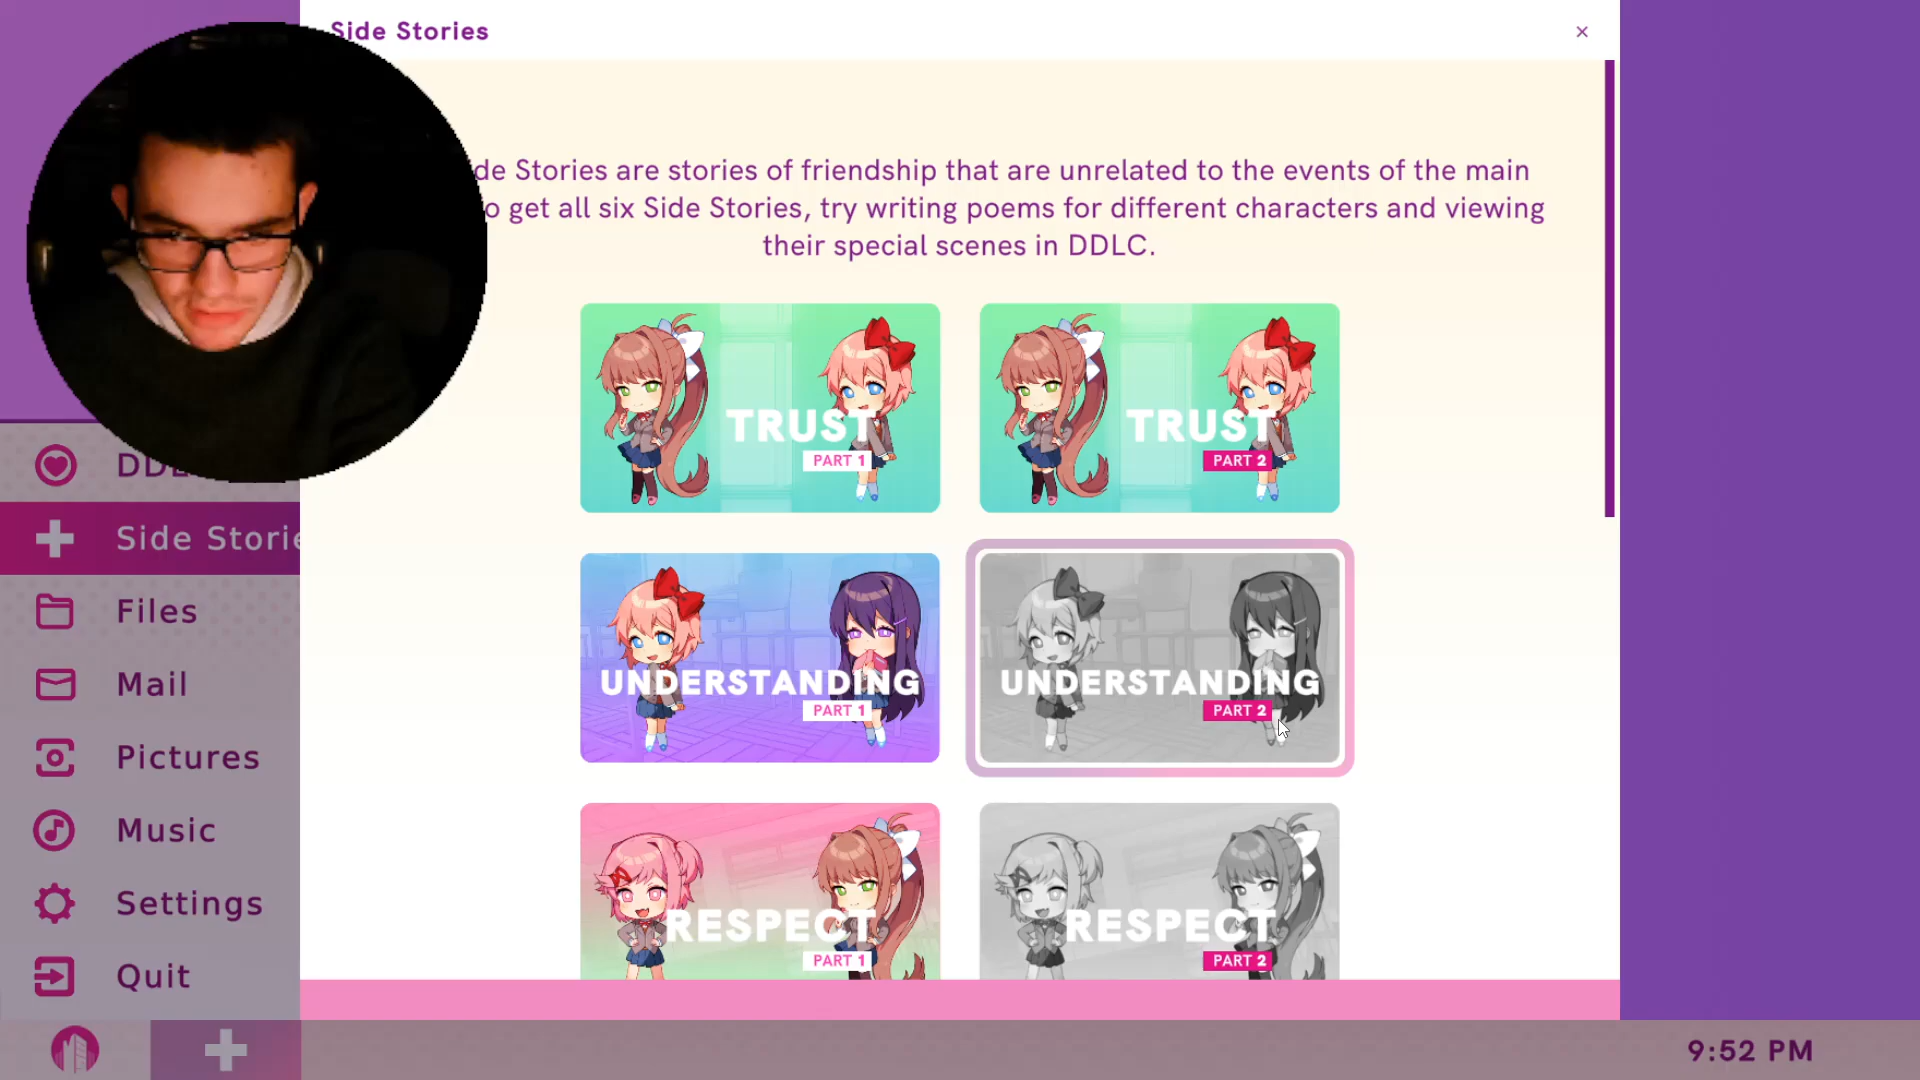 Side Stories
×
de Stories are stories of friendship that are unrelated to the events of the main
o get all six Side Stories, try writing poems for different characters and viewing
their special scenes in DDLC.
TRUST
PART 1
TRUST
PART 2
UNDERSTANDING
PART 1
UNDERSTANDING
PART 2
RESPECT
PART 1
RESPECT
PART 2
Side Storie
Files
Mail
Pictures
Music
Settings
Quit
9:52 PM